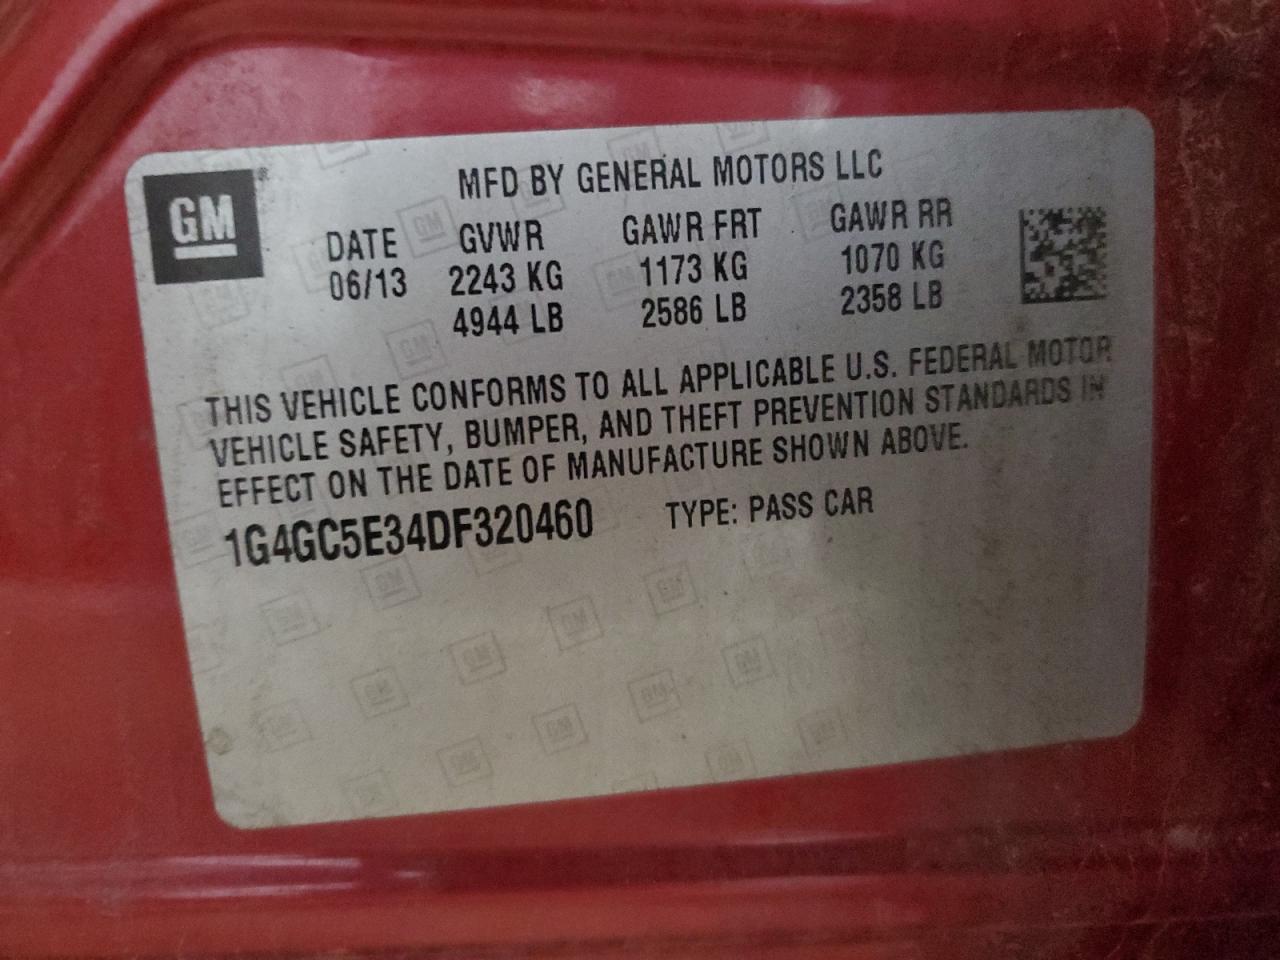 GM ®
MFD BY GENERAL MOTORS LLC
DATE GVWR GAWR FRT GAWR RR
06/13 2243 KG 1173 KG 1070 KG
4944 LB 2586 LB 2358 LB
THIS VEHICLE CONFORMS TO ALL APPLICABLE U.S. FEDERAL MOTOR
VEHICLE SAFETY, BUMPER, AND THEFT PREVENTION STANDARDS IN
EFFECT ON THE DATE OF MANUFACTURE SHOWN ABOVE.
1G4GC5E34DF320460 TYPE: PASS CAR